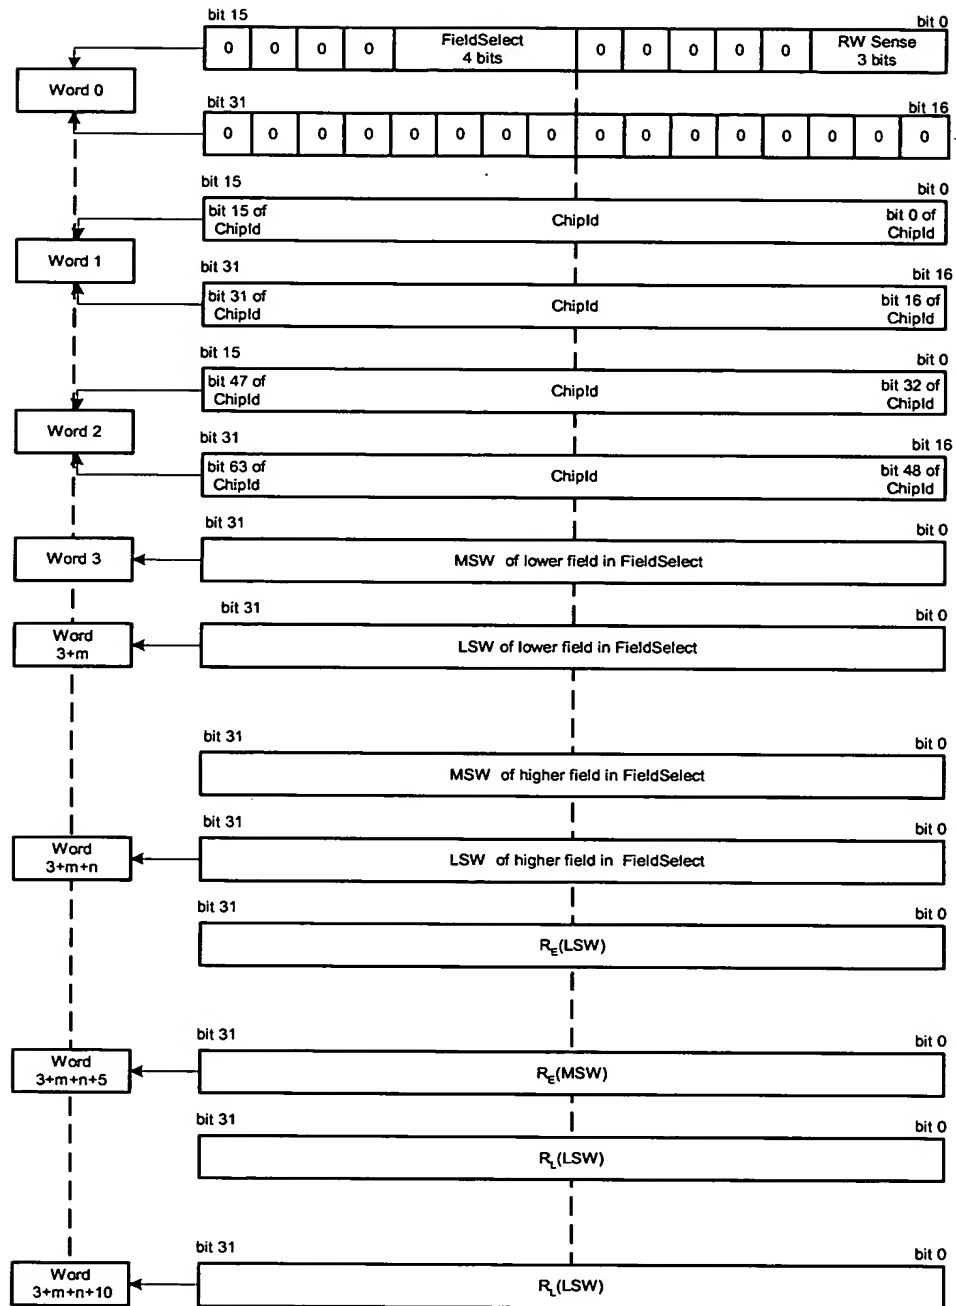 bit 15 bit 0
0 0 0 0 FieldSelect 0 0 0 0 0 RW Sense
4 bits 3 bits
Word 0
bit 31 bit 16
0 0 0 0 0 0 0 0 0 0 0 0 0 0 0 0
bit 15 bit 0
bit 15 of ChipId bit 0 of
ChipId ChipId
Word 1
bit 31 bit 16
bit 31 of ChipId bit 16 of
ChipId ChipId
bit 15 bit 0
bit 47 of ChipId bit 32 of
ChipId ChipId
Word 2
bit 31 bit 16
bit 63 of ChipId bit 48 of
ChipId ChipId
bit 31 bit 0
Word 3 MSW of lower field in FieldSelect
bit 31 bit 0
Word
3+m LSW of lower field in FieldSelect
bit 31 bit 0
MSW of higher field in FieldSelect
bit 31 bit 0
Word
3+m+n LSW of higher field in FieldSelect
bit 31 bit 0
R_E(LSW)
bit 31 bit 0
Word
3+m+n+5 R_E(MSW)
bit 31 bit 0
R_L(LSW)
bit 31 bit 0
Word
3+m+n+10 R_L(LSW)